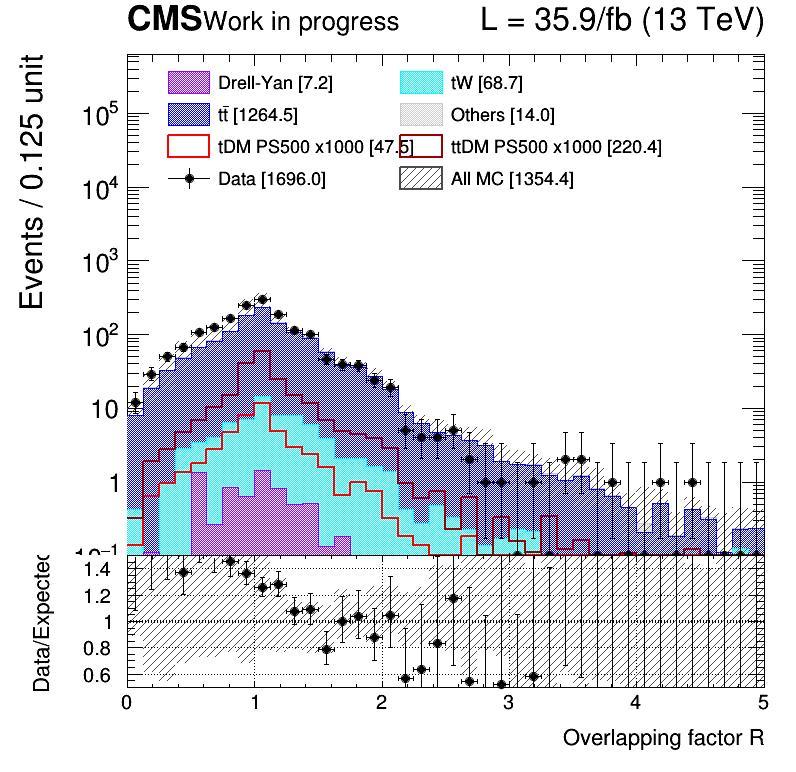 CMS Work in progress L = 35.9/fb (13 TeV)
Events / 0.125 unit
Drell-Yan [7.2] tW [68.7]
tt̄ [1264.5] Others [14.0]
tDM PS500 x1000 [47.5] ttDM PS500 x1000 [220.4]
Data [1696.0] All MC [1354.4]
10⁵
10⁴
10³
10²
10
1
10⁻¹
Data/Expected
1.4
1.2
1
0.8
0.6
0 1 2 3 4 5
Overlapping factor R